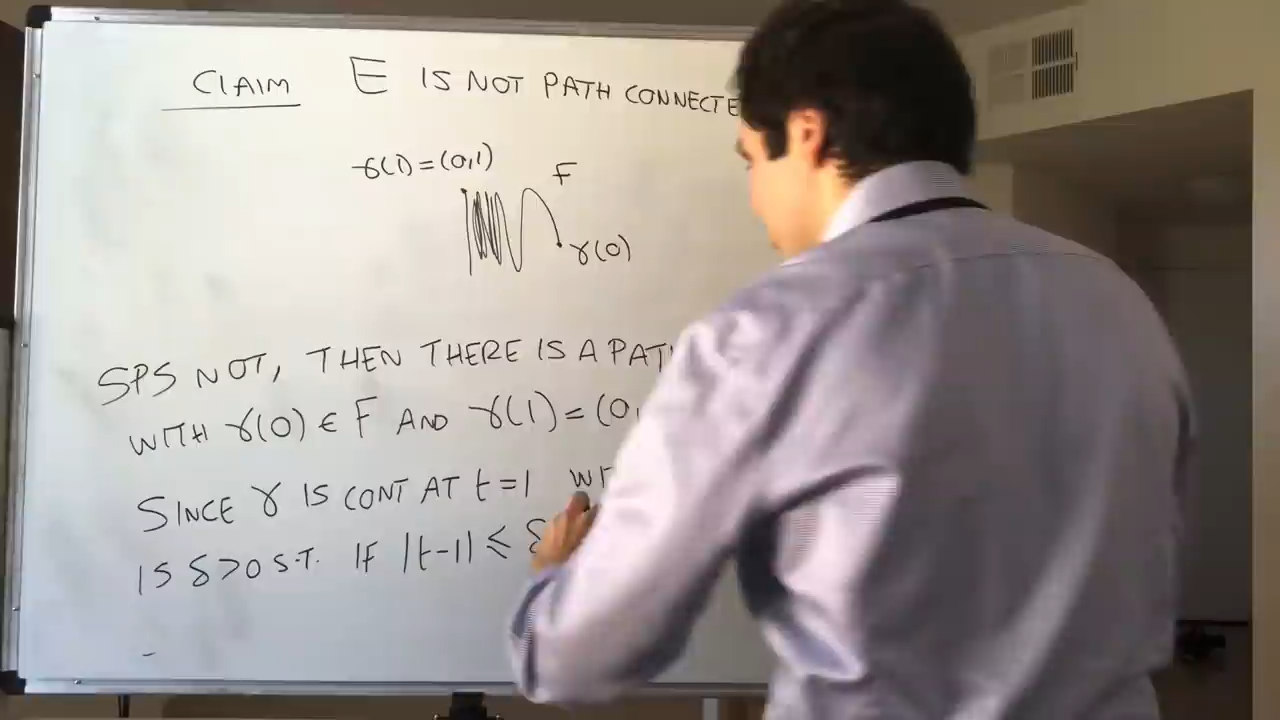 CLAIM E IS NOT PATH CONNECTE
γ(1) = (0,1)
F
γ(0)
SPS NOT, THEN THERE IS A PAT
WITH γ(0) ∈ F AND γ(1) = (0,
SINCE γ IS CONT AT t=1 WI
IS δ>0 S.T. IF |t-1| ≤ δ